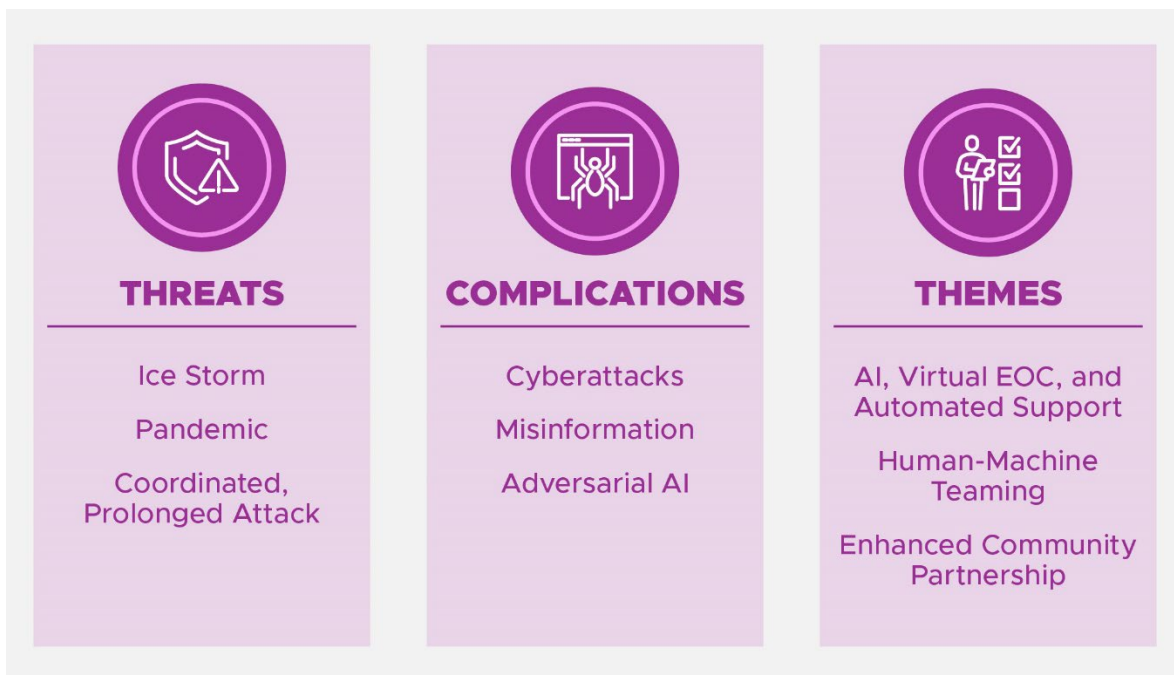 THREATS
Ice Storm
Pandemic
Coordinated,
Prolonged Attack
COMPLICATIONS
Cyberattacks
Misinformation
Adversarial AI
THEMES
AI, Virtual EOC, and
Automated Support
Human-Machine
Teaming
Enhanced Community
Partnership